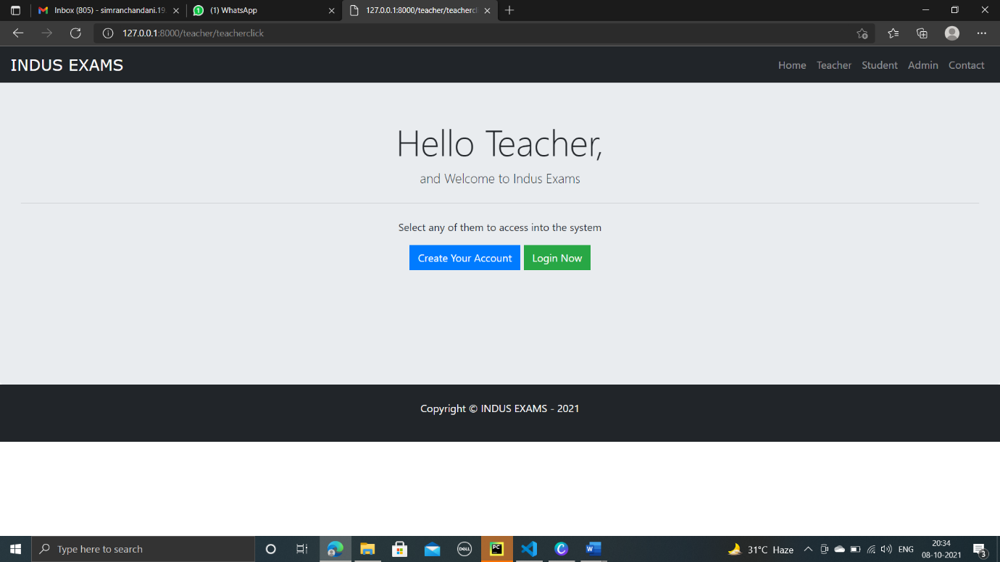 Inbox (805) - simranchandani.19
(1) WhatsApp
127.0.0.1:8000/teacher/teachercl
127.0.0.1:8000/teacher/teacherclick
INDUS EXAMS
Home Teacher Student Admin Contact
Hello Teacher,
and Welcome to Indus Exams
Select any of them to access into the system
Create Your Account Login Now
Copyright © INDUS EXAMS - 2021
Type here to search
DELL
PC
31°C Haze
ENG
20:34
08-10-2021
3